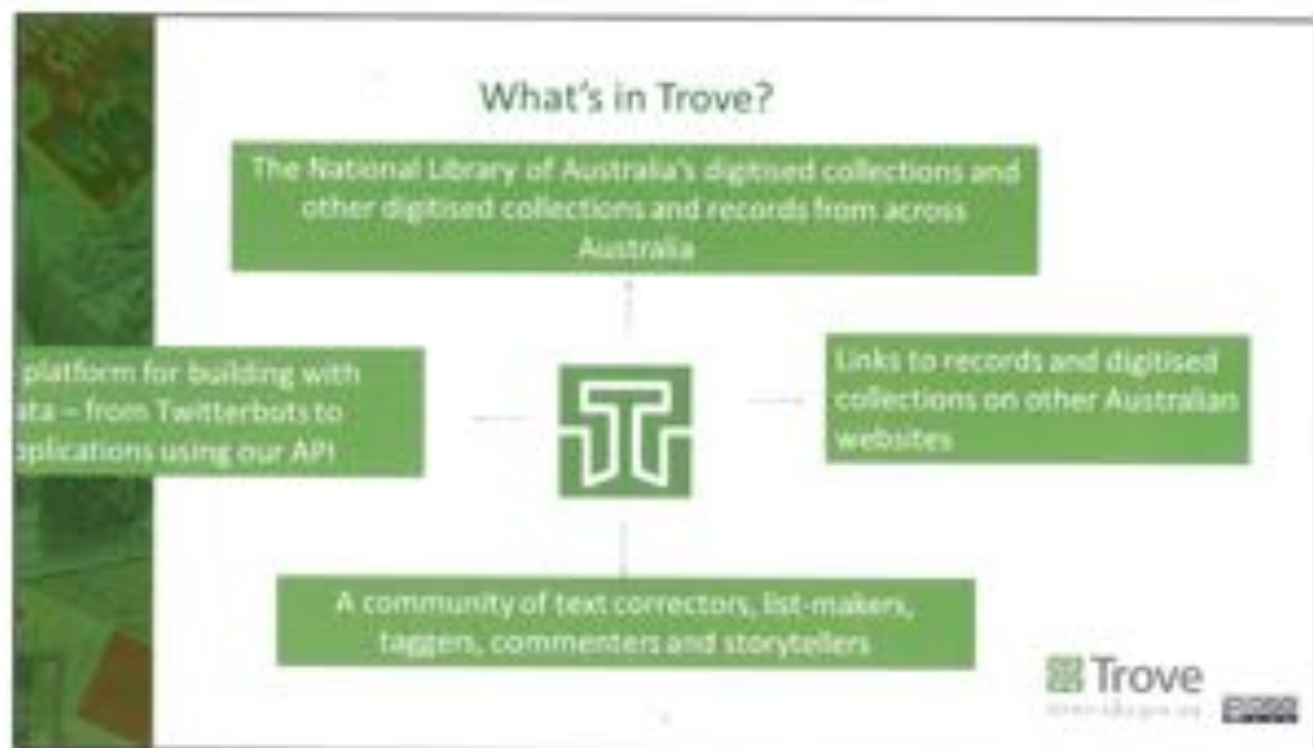 What's in Trove?
The National Library of Australia's digitised collections and
other digitised collections and records from across
Australia
platform for building with
ata – from Twitterbots to
plications using our API
Links to records and digitised
collections on other Australian
websites
A community of text correctors, list-makers,
taggers, commenters and storytellers
Trove